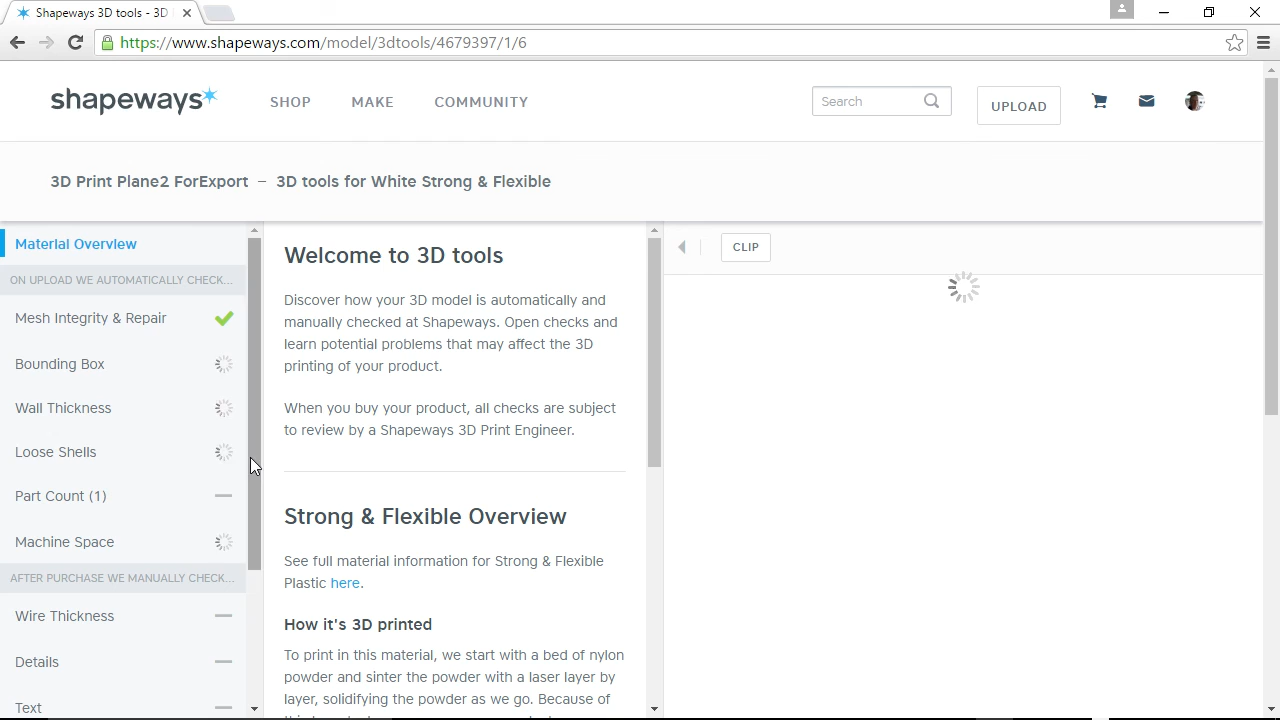 Shapeways 3D tools - 3D
https://www.shapeways.com/model/3dtools/4679397/1/6
shapeways
SHOP
MAKE
COMMUNITY
Search
UPLOAD
3D Print Plane2 ForExport – 3D tools for White Strong & Flexible
Material Overview
ON UPLOAD WE AUTOMATICALLY CHECK...
Mesh Integrity & Repair
Bounding Box
Wall Thickness
Loose Shells
Part Count (1)
Machine Space
AFTER PURCHASE WE MANUALLY CHECK...
Wire Thickness
Details
Text
Welcome to 3D tools
Discover how your 3D model is automatically and
manually checked at Shapeways. Open checks and
learn potential problems that may affect the 3D
printing of your product.
When you buy your product, all checks are subject
to review by a Shapeways 3D Print Engineer.
Strong & Flexible Overview
See full material information for Strong & Flexible
Plastic here.
How it's 3D printed
To print in this material, we start with a bed of nylon
powder and sinter the powder with a laser layer by
layer, solidifying the powder as we go. Because of
CLIP